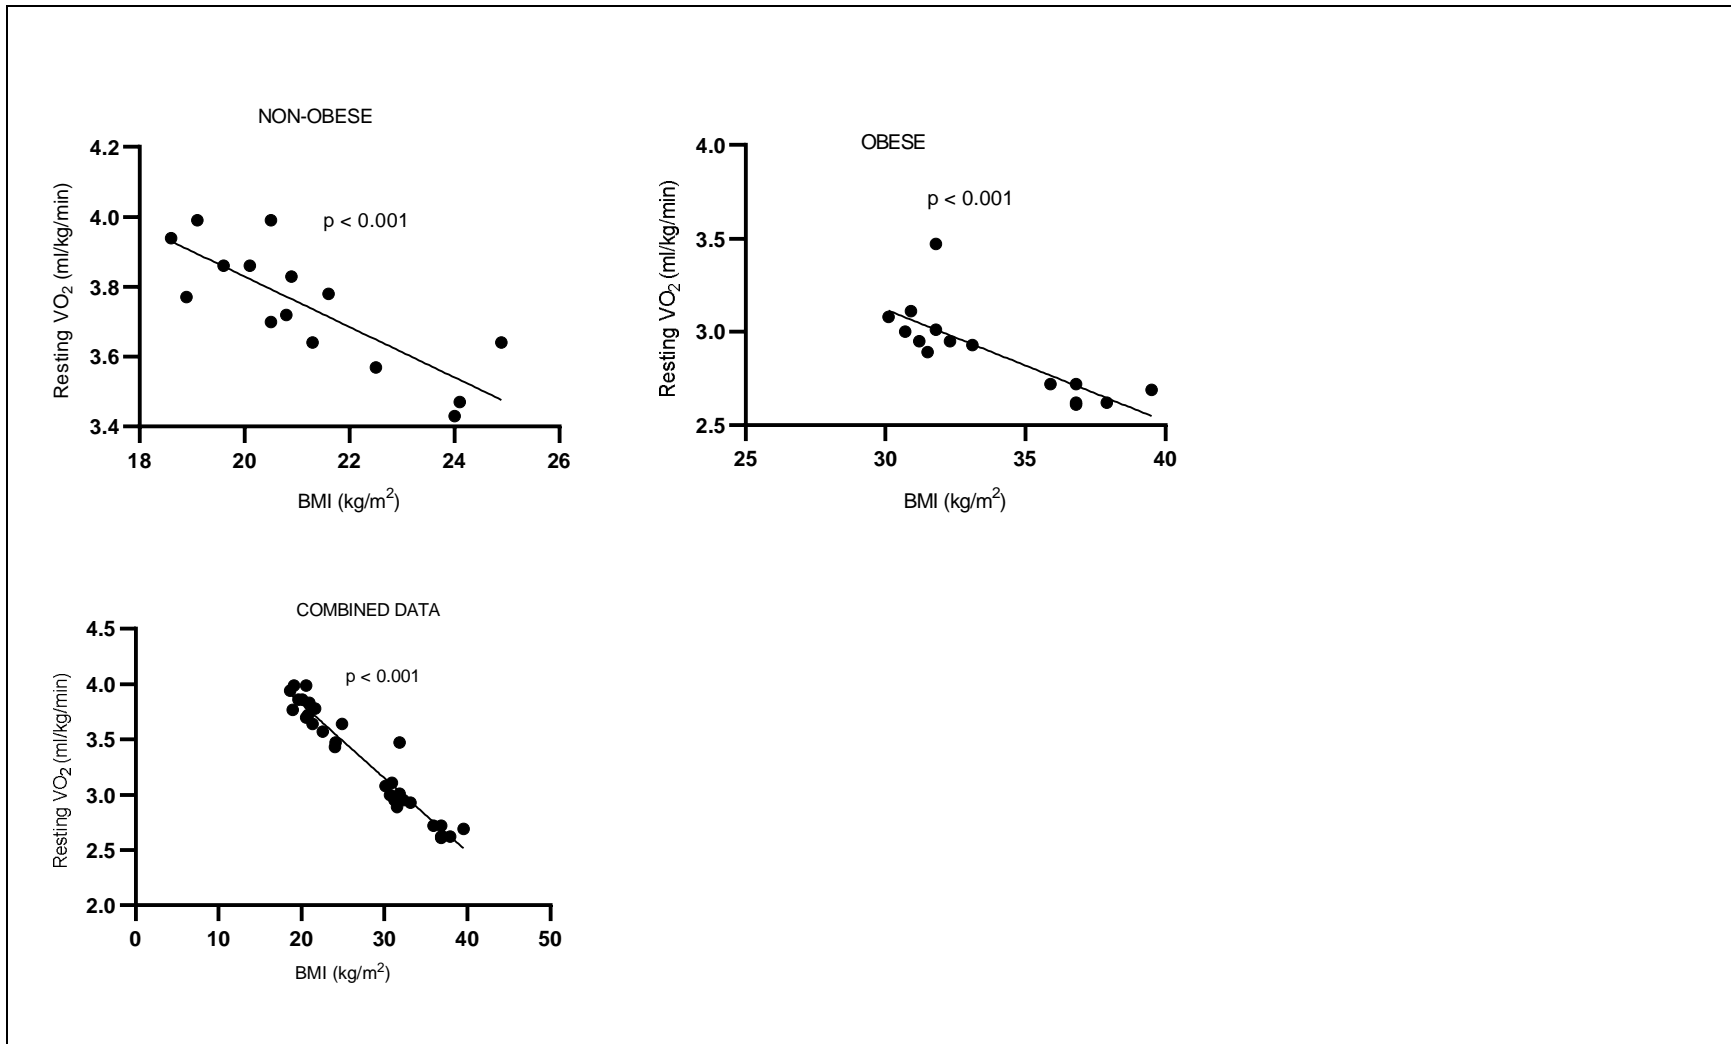 NON-OBESE
4.2
4.0
3.8
3.6
3.4
p < 0.001
Resting VO₂ (ml/kg/min)
18 20 22 24 26
BMI (kg/m²)
OBESE
4.0
3.5
3.0
2.5
p < 0.001
Resting VO₂ (ml/kg/min)
25 30 35 40
BMI (kg/m²)
COMBINED DATA
4.5
4.0
3.5
3.0
2.5
2.0
p < 0.001
Resting VO₂ (ml/kg/min)
0 10 20 30 40 50
BMI (kg/m²)